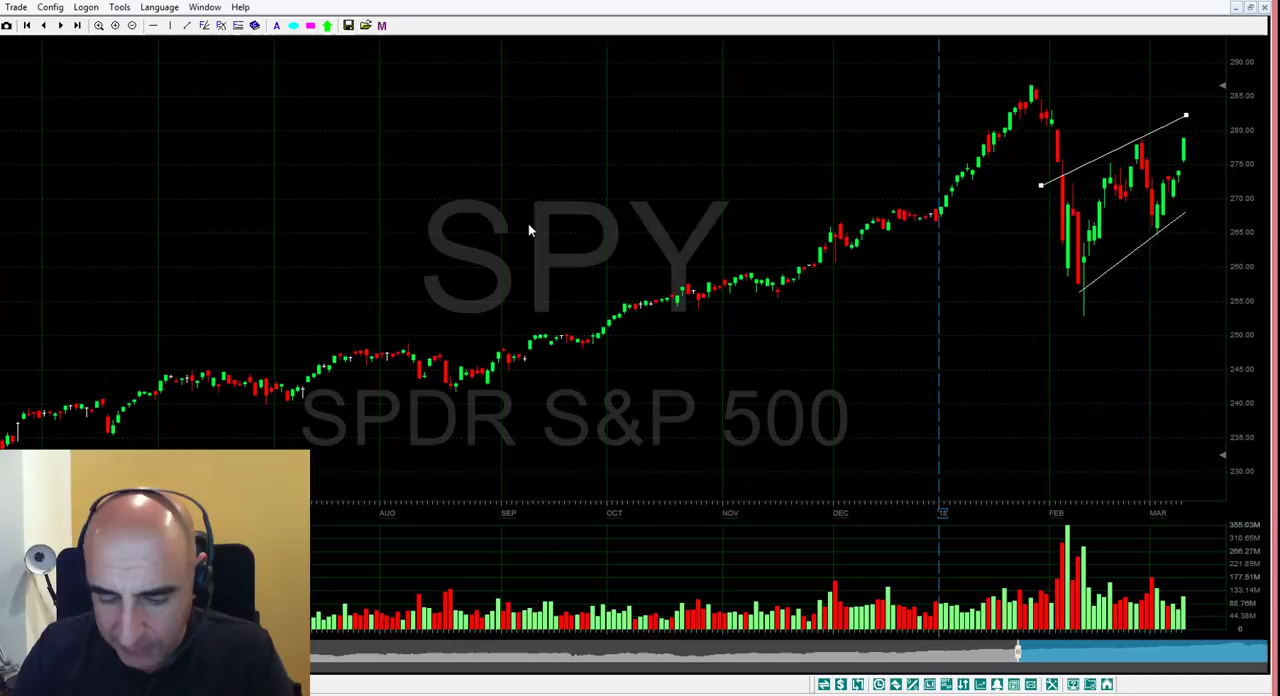 Trade Config Logon Tools Language Window Help
A M
SPY
SPDR S&P 500
290.00
285.00
280.00
275.00
270.00
265.00
260.00
255.00
250.00
245.00
240.00
235.00
230.00
AUG SEP OCT NOV DEC 18 FEB MAR
355.03M
310.65M
266.27M
221.89M
177.51M
133.14M
88.76M
44.38M
0